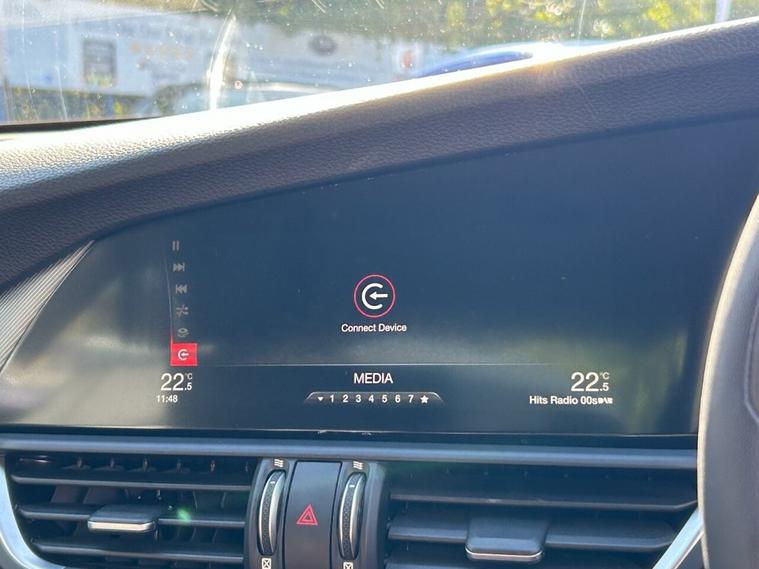 Connect Device
22.5 °C
MEDIA
22.5 °C
11:48
1 2 3 4 5 6 7
Hits Radio 00s DAB